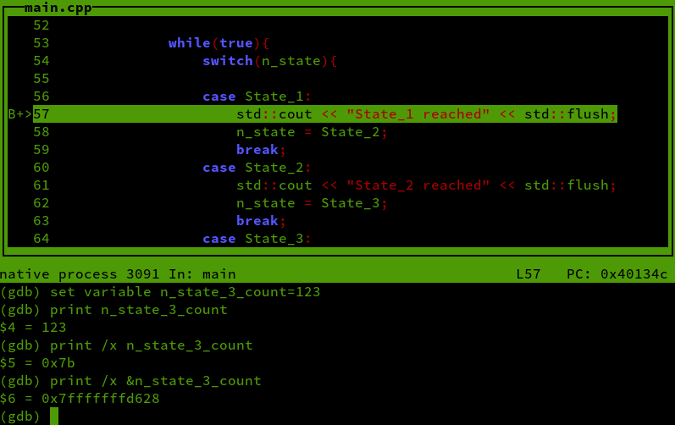 main.cpp
52
53 while(true){
54 switch(n_state){
55
56 case State_1:
B+>57 std::cout << "State_1 reached" << std::flush;
58 n_state = State_2;
59 break;
60 case State_2:
61 std::cout << "State_2 reached" << std::flush;
62 n_state = State_3;
63 break;
64 case State_3:
native process 3091 In: main L57 PC: 0x40134c
(gdb) set variable n_state_3_count=123
(gdb) print n_state_3_count
$4 = 123
(gdb) print /x n_state_3_count
$5 = 0x7b
(gdb) print /x &n_state_3_count
$6 = 0x7fffffffd628
(gdb)